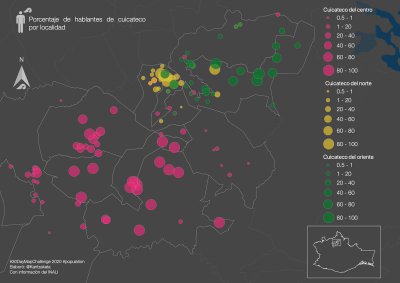 Porcentaje de hablantes de cuicateco
por localidad
N
Cuicateco del centro
0.5 - 1
1 - 20
20 - 40
40 - 60
60 - 80
80 - 100
Cuicateco del norte
0.5 - 1
1 - 20
20 - 40
40 - 60
60 - 80
60 - 100
Cuicateco del oriente
0.5 - 1
1 - 20
20 - 40
40 - 60
60 - 80
80 - 100
#30DayMapChallenge 2020 #population
Elaboró: @Kantzakata
Con información del INALI